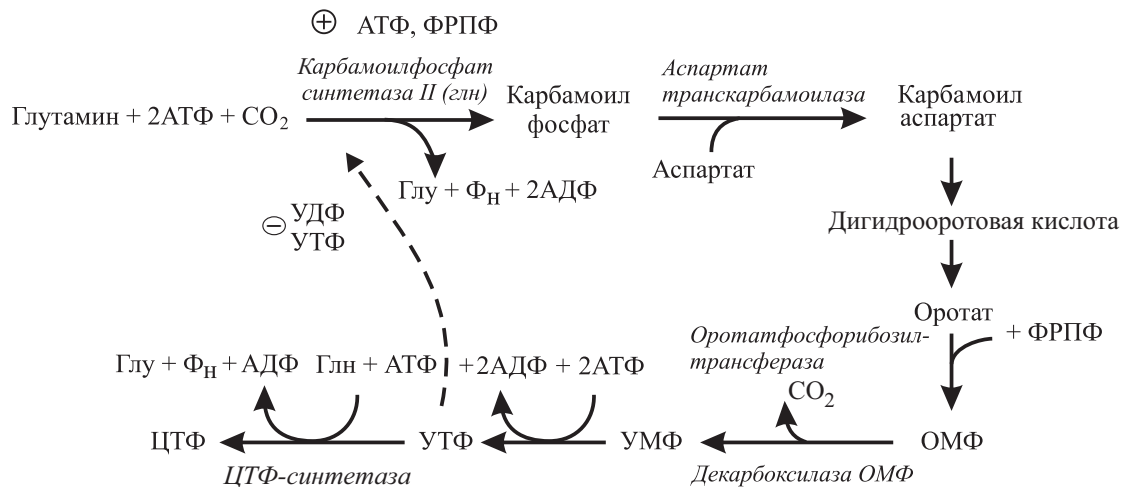 ⊕ АТФ, ФРПФ
Карбамоилфосфат
синтетаза II (глн)
Глутамин + 2АТФ + CO₂
Карбамоил
фосфат
Аспартат
транскарбамоилаза
Карбамоил
аспартат
Аспартат
Глу + Фн + 2АДФ
⊖ УДФ
УТФ
Дигидрооротовая кислота
Оротат
+ ФРПФ
Оротатфосфорибозил-
трансфераза
Глу + Фн + АДФ
Глн + АТФ
+2АДФ + 2АТФ
CO₂
ЦТФ
УТФ
УМФ
ОМФ
ЦТФ-синтетаза
Декарбоксилаза ОМФ